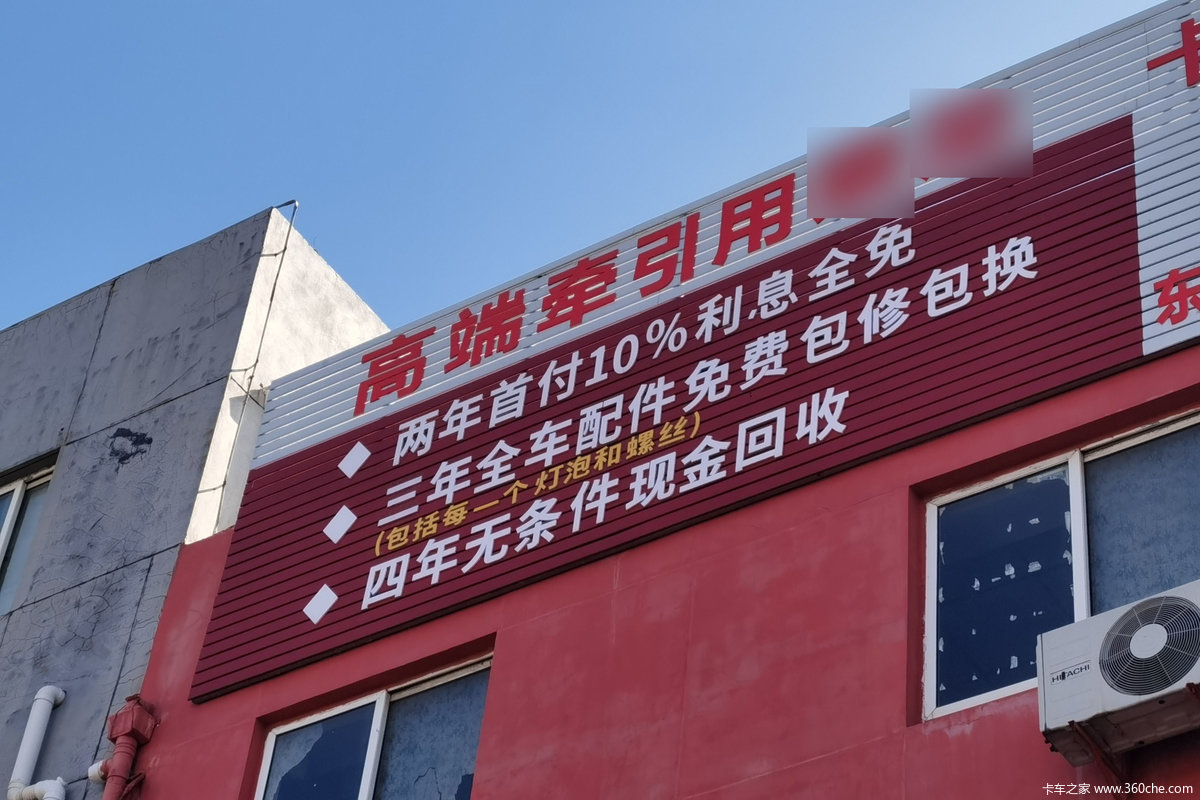 高端牵引用
两年首付10%利息全免
三年全车配件免费包修包换
(包括每一个灯泡和螺丝)
四年无条件现金回收
东
HITACHI
卡车之家 www.360che.com